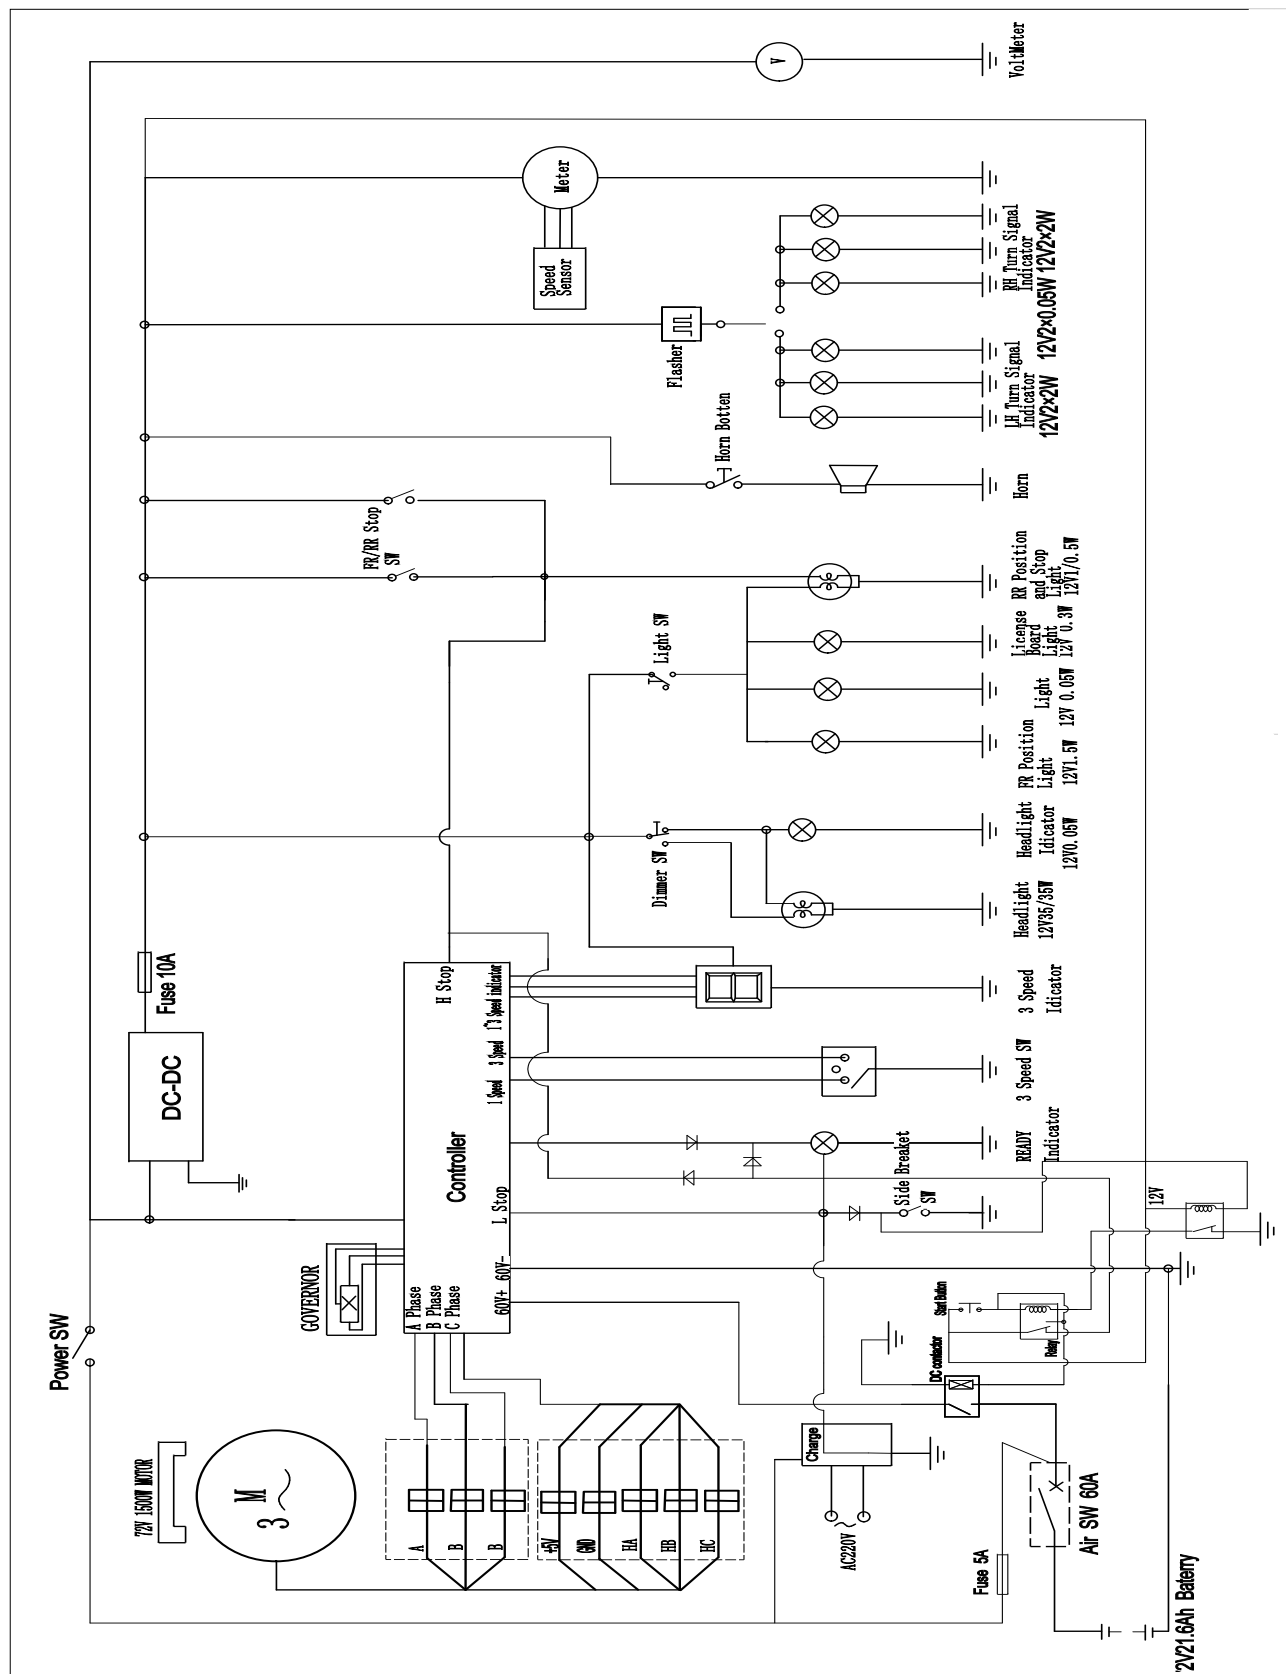 VoltMeter
V
Meter
Speed
Sensor
RH Turn Signal
Indicator
12V2×0.05W 12V2×2W
Flasher
LH Turn Signal
Indicator
12V2×2W
Horn Botten
Horn
FR/RR Stop
SW
RR Position
and Stop
Light
12V1/0.5W
License
Board
Light
12V 0.3W
Light SW
Light
12V 0.05W
FR Position
Light
12V1.5W
Headlight
Idicator
12V0.05W
Dimmer SW
Headlight
12V35/35W
Fuse 10A
H Stop
1~3 Speed indicator
3 Speed
Idicator
DC-DC
3 Speed
1 Speed
3 Speed SW
Controller
READY
Indicator
L Stop
Side Breaket
SW
12V
GOVERNOR
A Phase
B Phase
C Phase
60V+
60V-
Start Button
Relay
DC contactor
Power SW
Charge
AC220V
72V 1500W MOTOR
M
3
A
B
B
+5V
GND
HA
HB
HC
Fuse 5A
Air SW 60A
2V21.6Ah Baterry